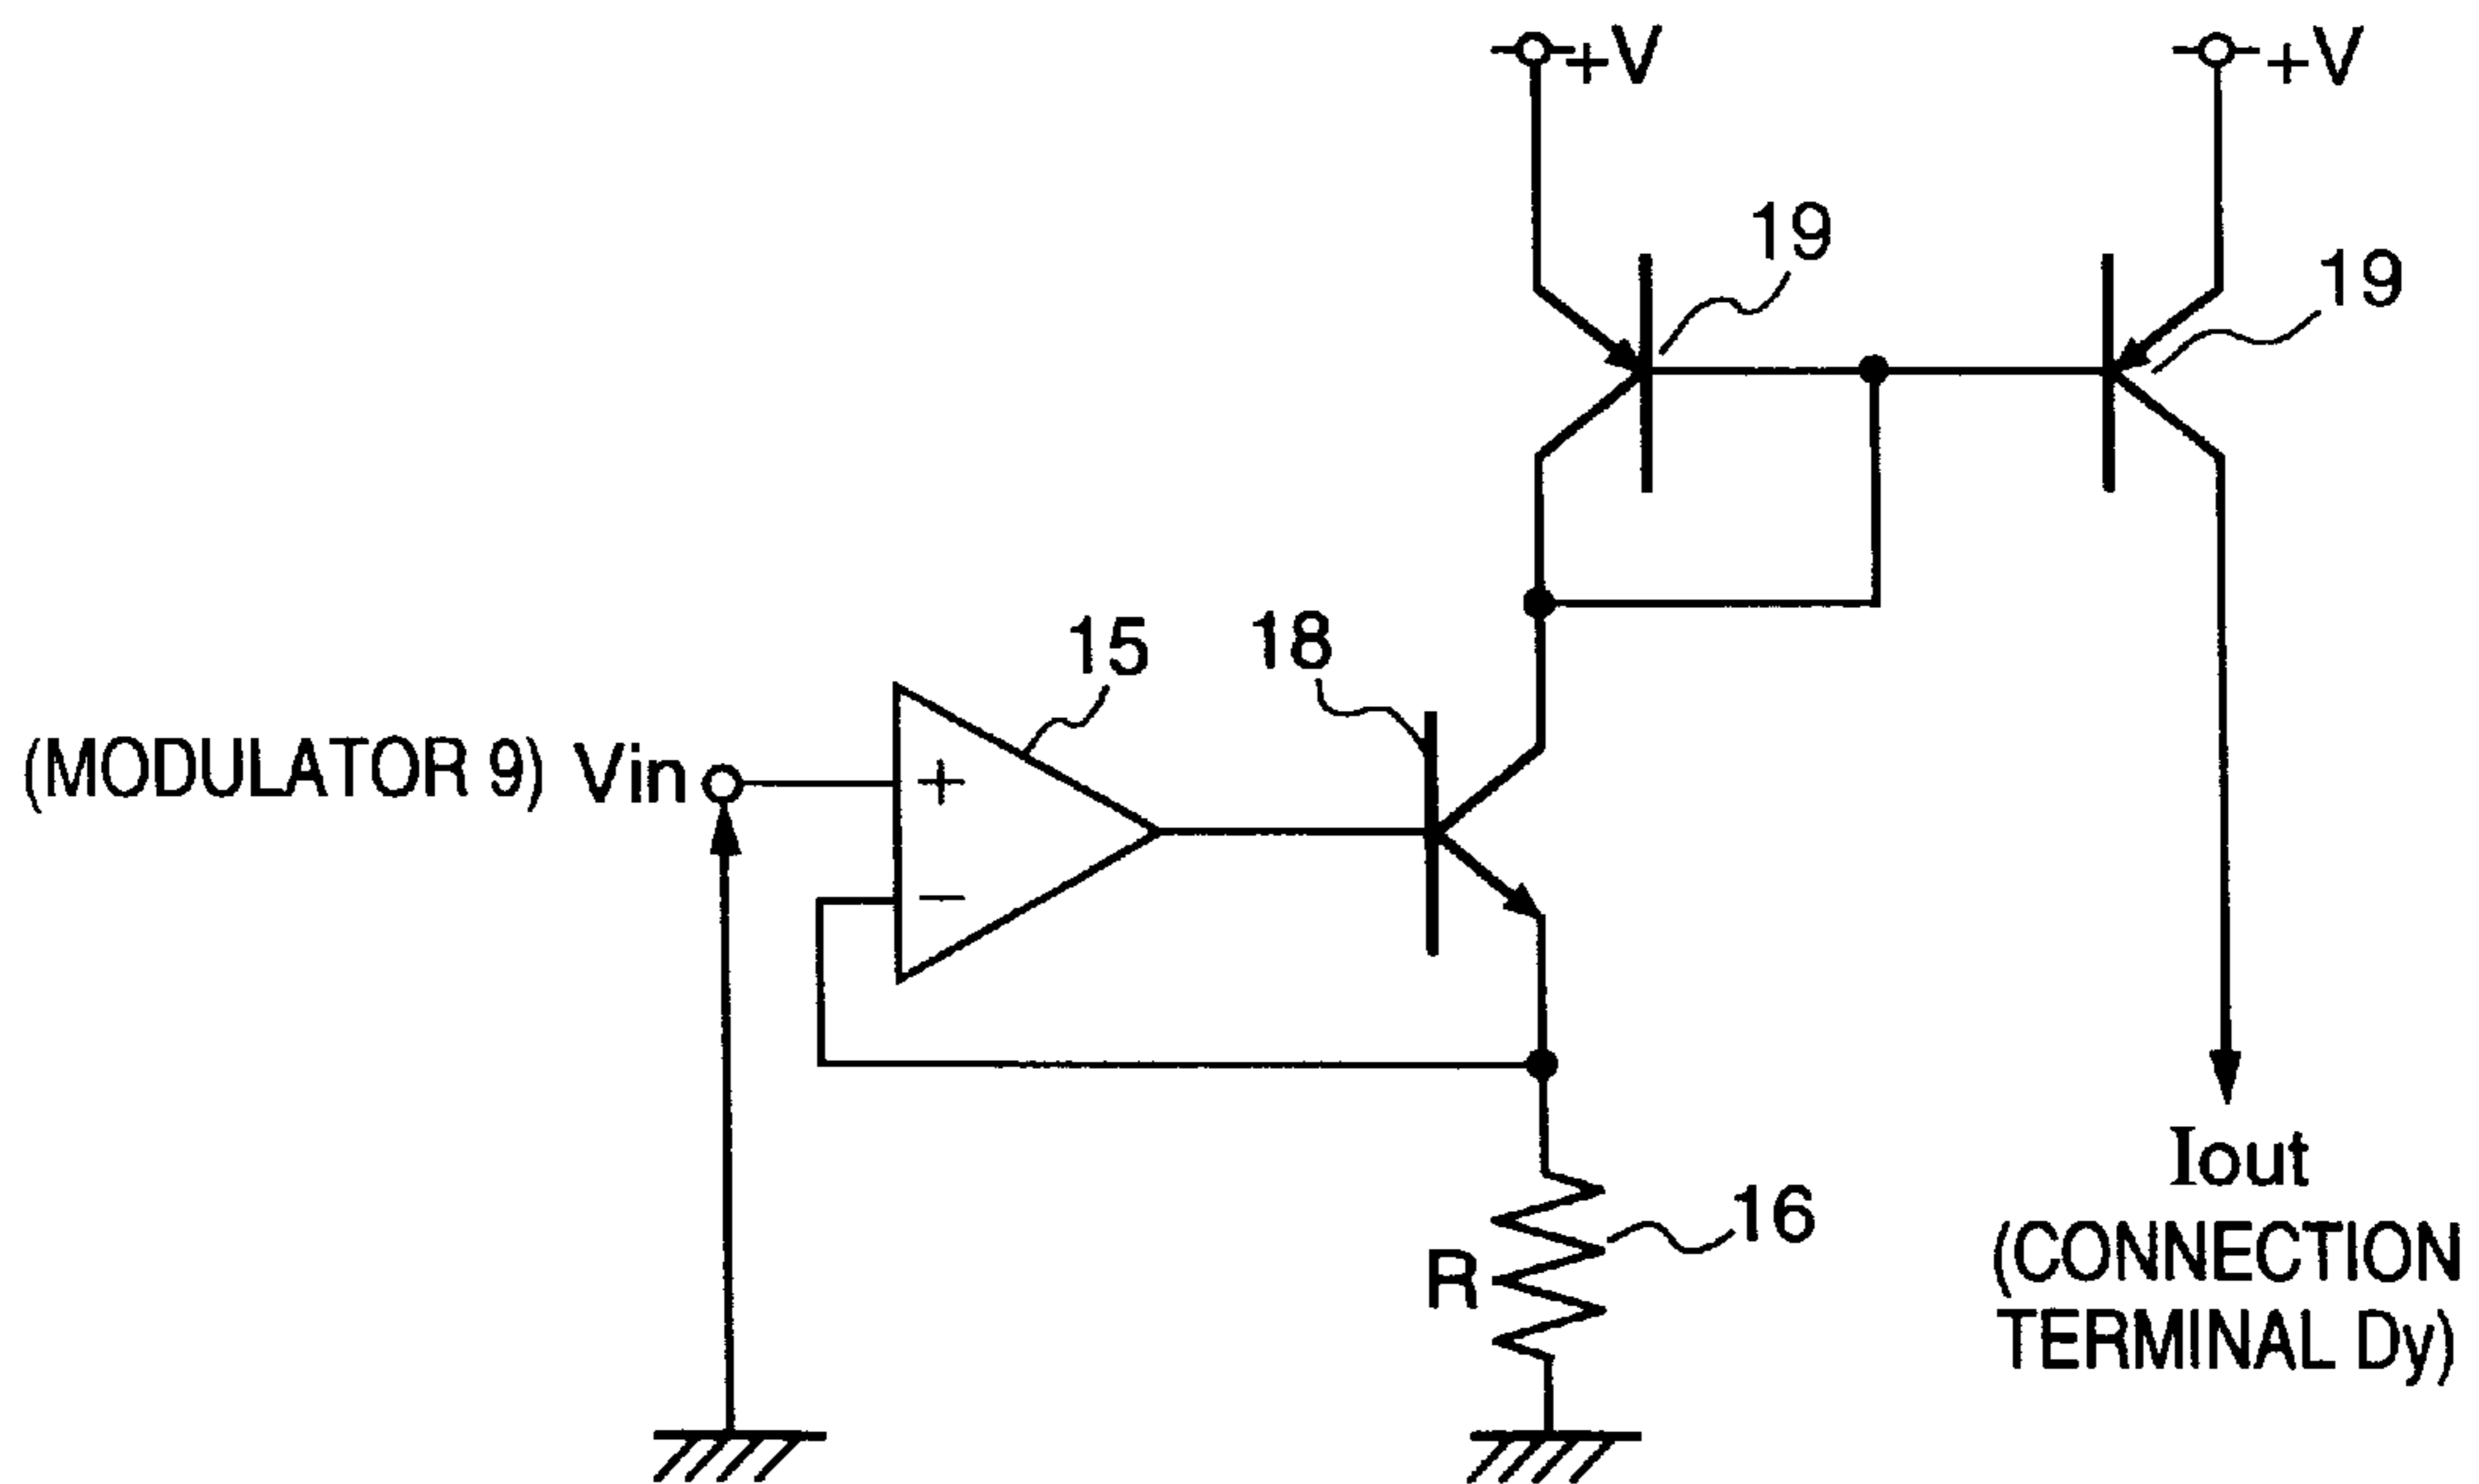 +V
+V
19
19
15
18
(MODULATOR 9) Vin
+
−
16
R
Iout
(CONNECTION
TERMINAL Dy)